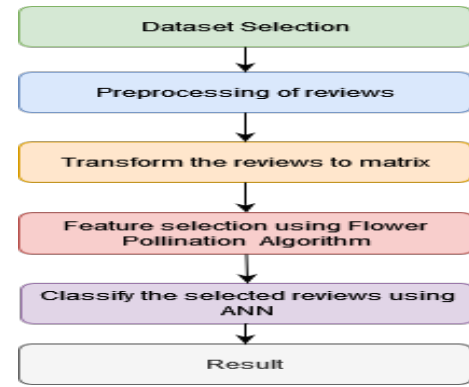 Dataset Selection
Preprocessing of reviews
Transform the reviews to matrix
Feature selection using Flower
Pollination Algorithm
Classify the selected reviews using
ANN
Result